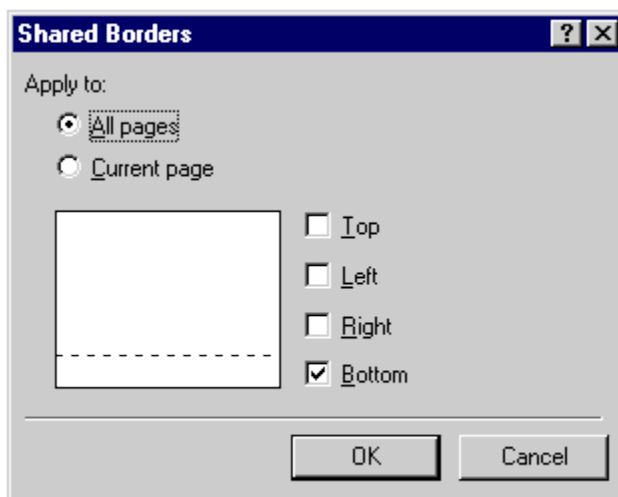 Shared Borders
Apply to:
All pages
Current page
Top
Left
Right
Bottom
OK
Cancel